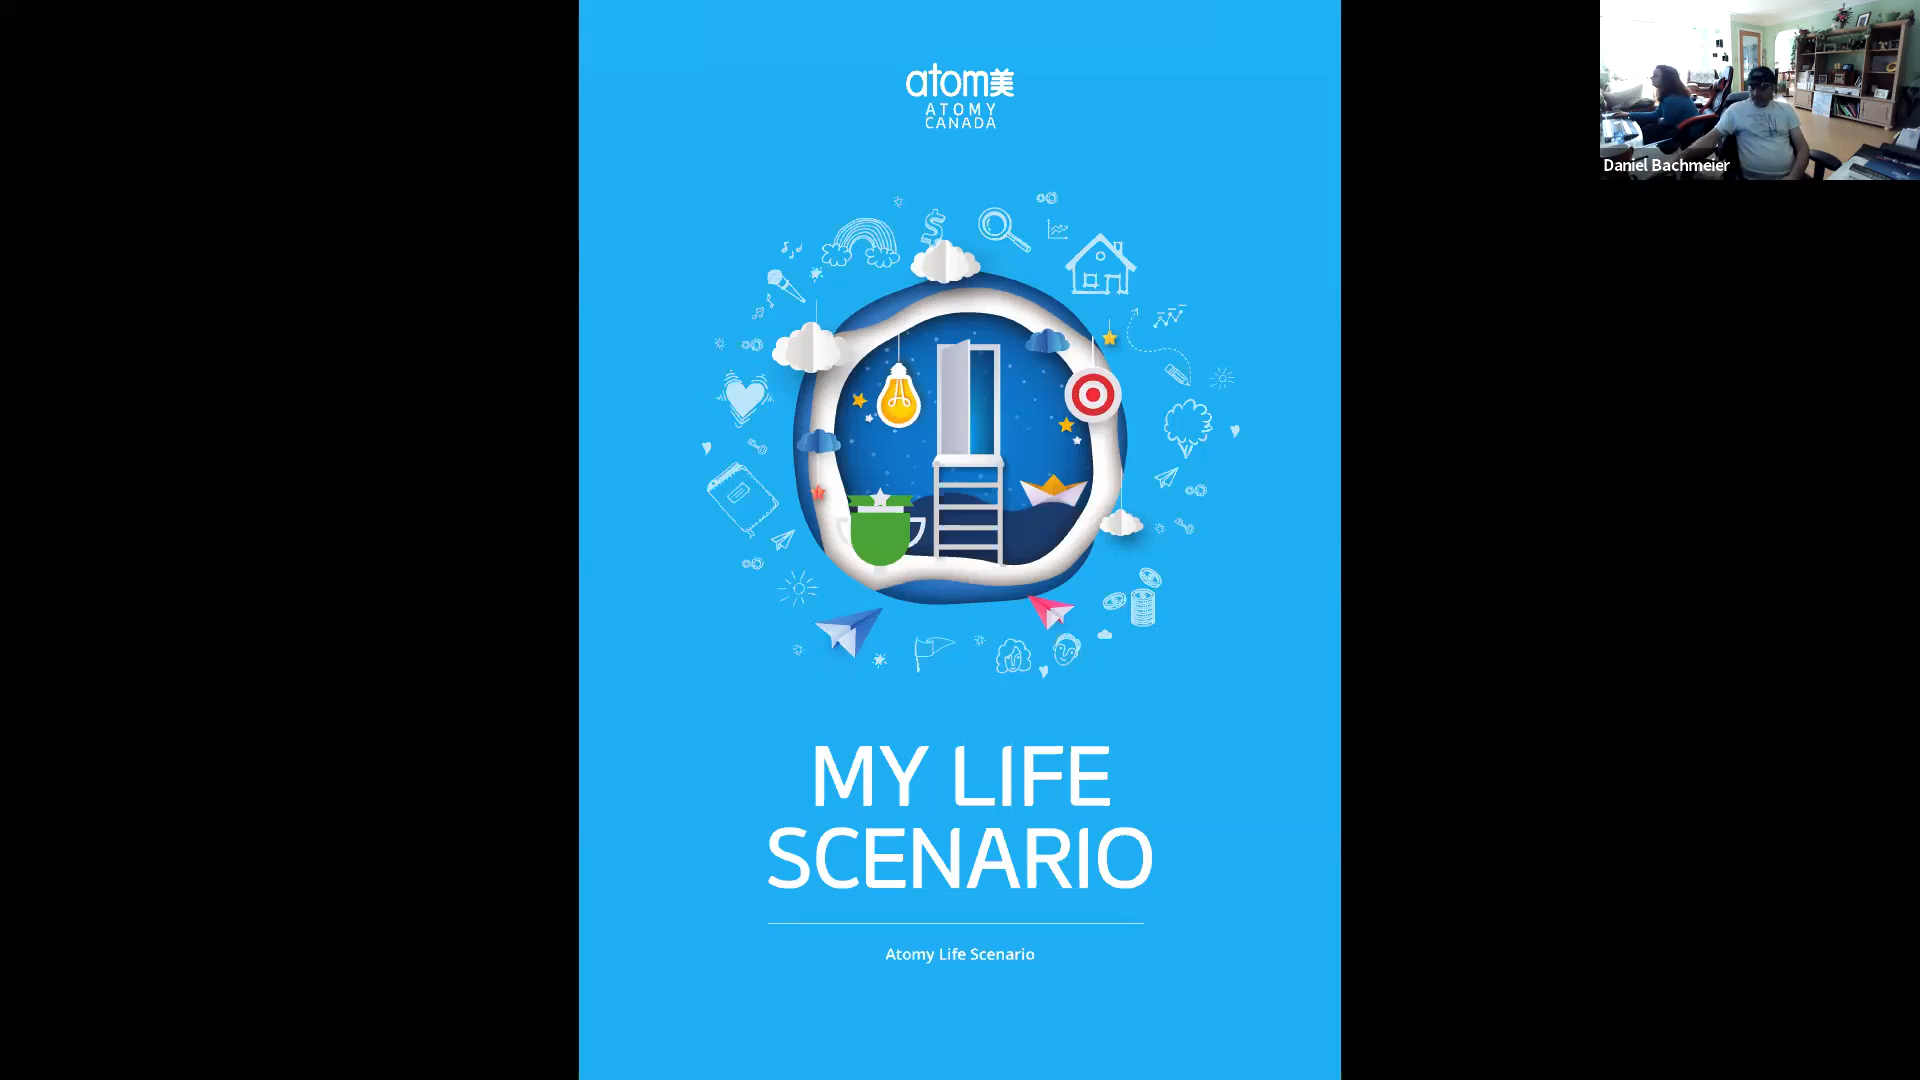 atom美
ATOMY
CANADA
MY LIFE
SCENARIO
Atomy Life Scenario
Daniel Bachmeier